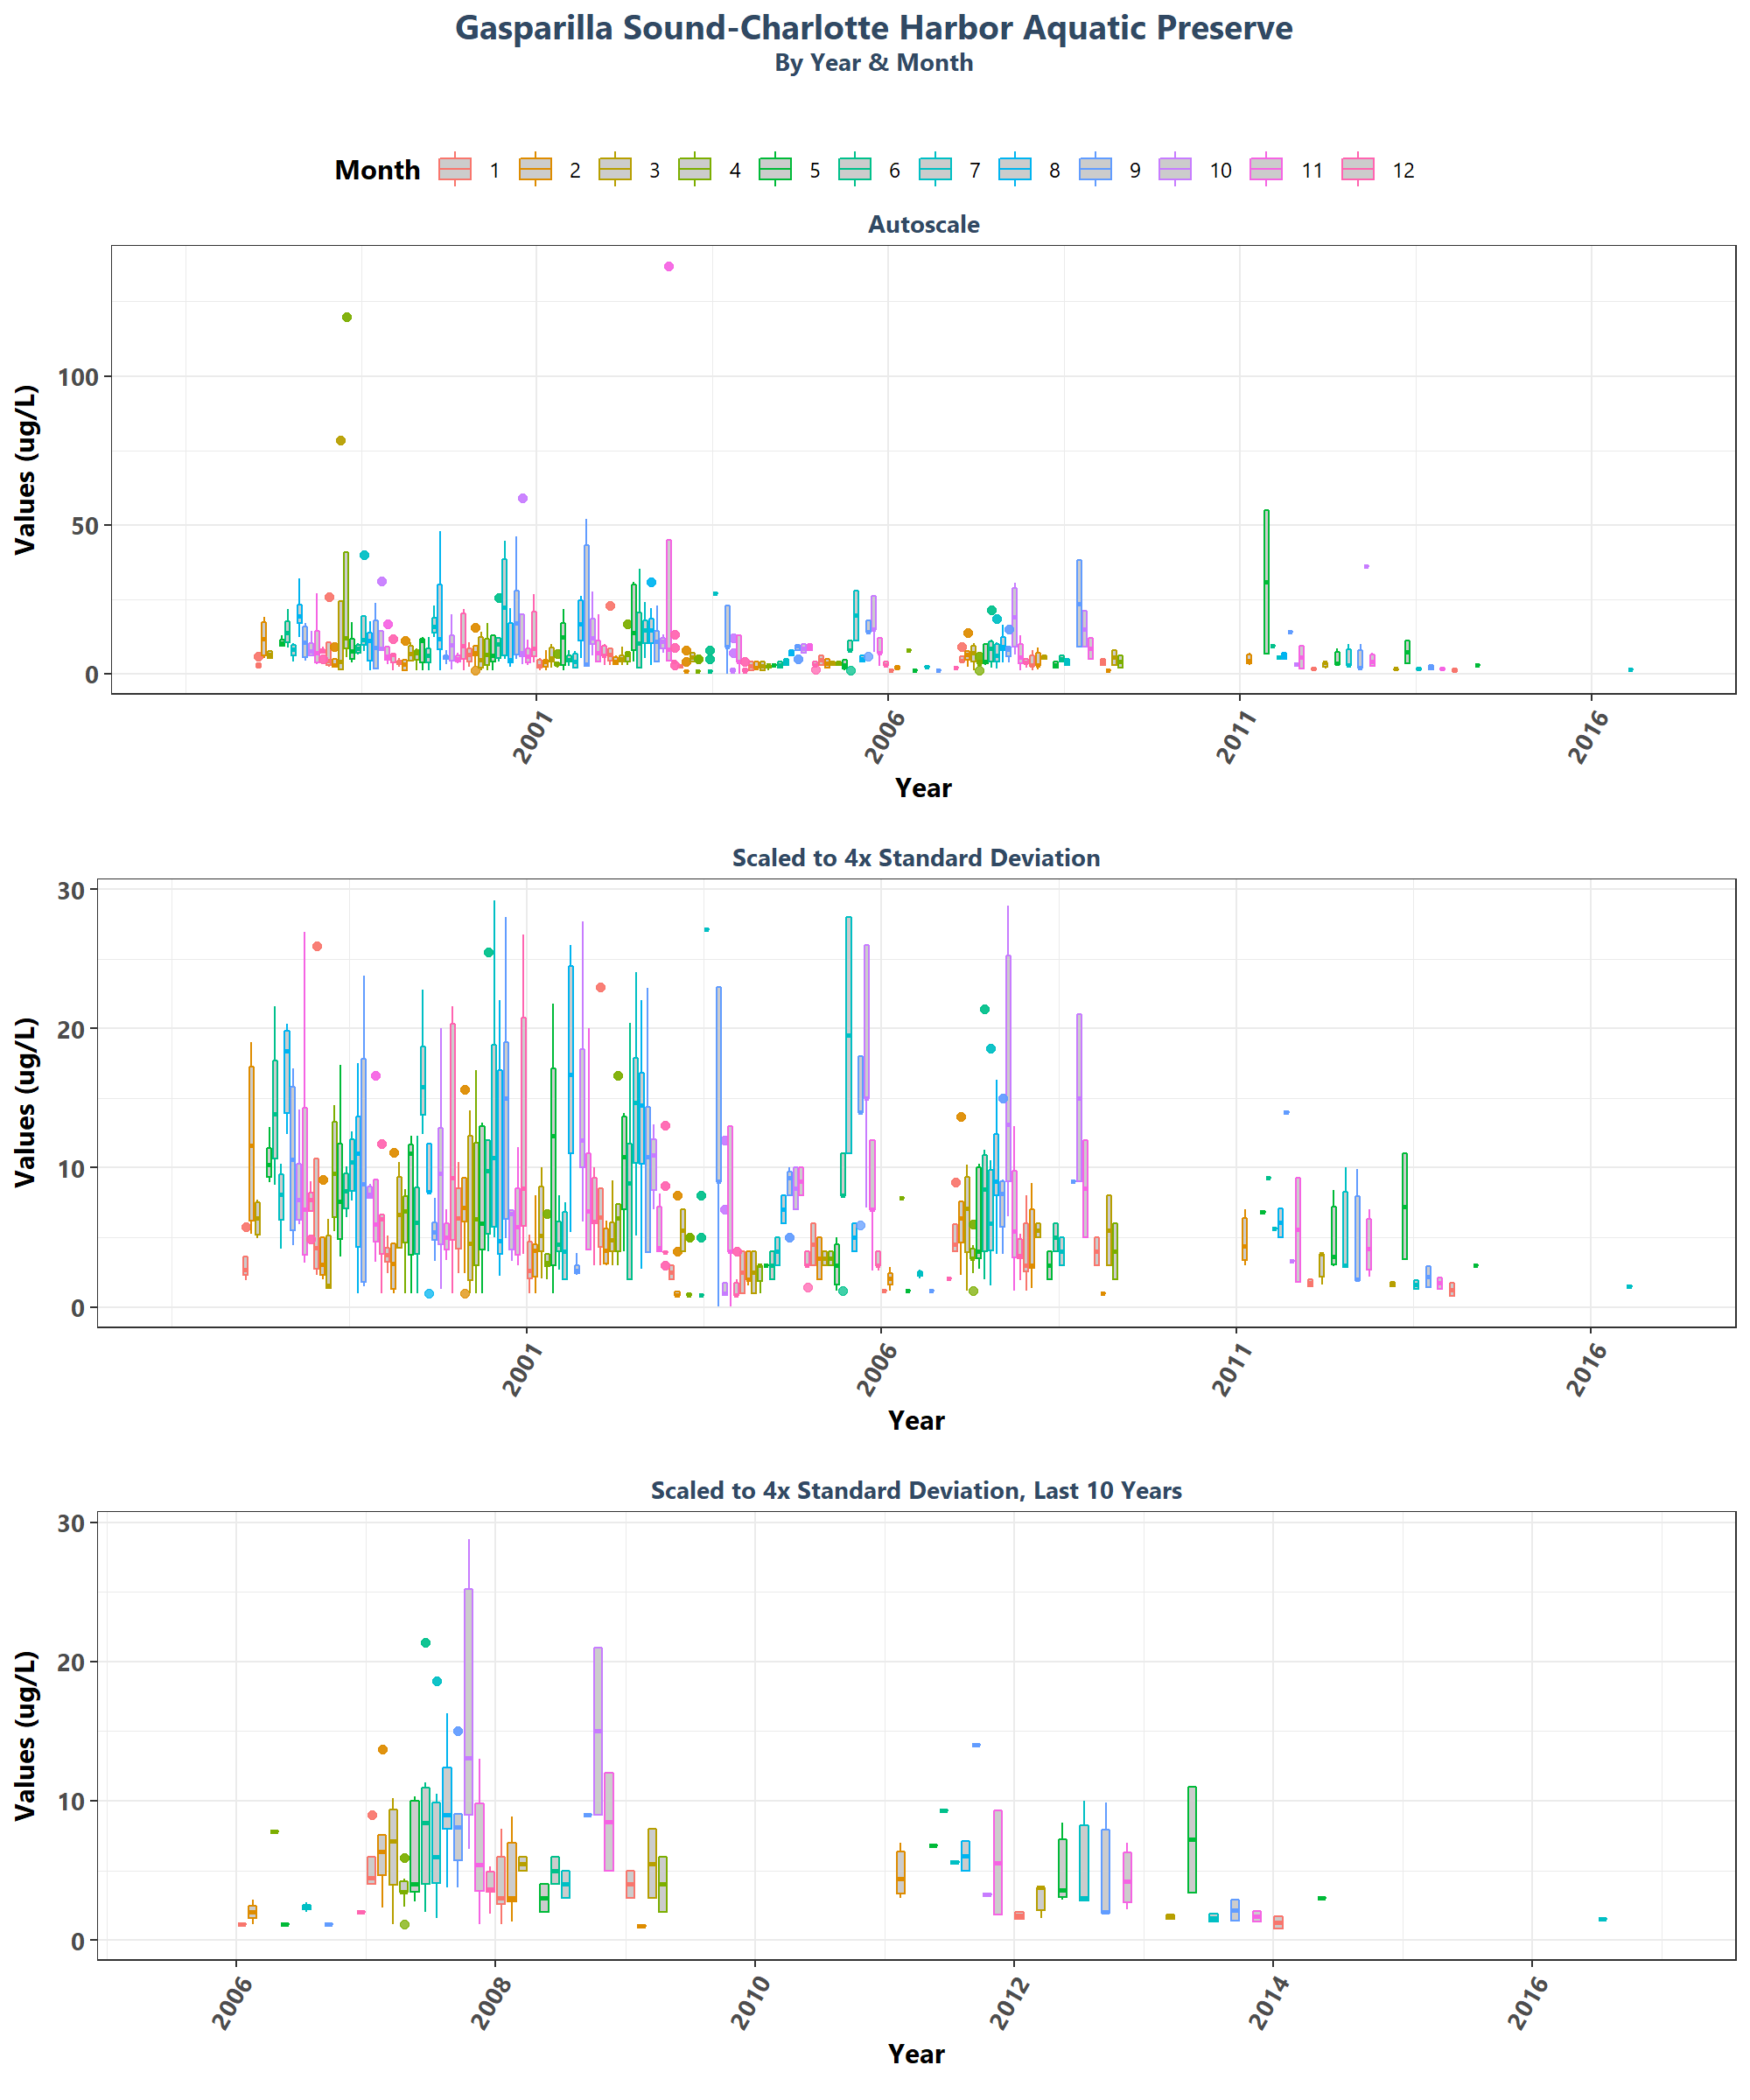 Gasparilla Sound-Charlotte Harbor Aquatic Preserve
By Year & Month
Month 1 2 3 4 5 6 7 8 9 10 11 12
Autoscale
Values (ug/L)
100
50
0
2001 2006 2011 2016
Year
Scaled to 4x Standard Deviation
Values (ug/L)
30
20
10
0
2001 2006 2011 2016
Year
Scaled to 4x Standard Deviation, Last 10 Years
Values (ug/L)
30
20
10
0
2006 2008 2010 2012 2014 2016
Year